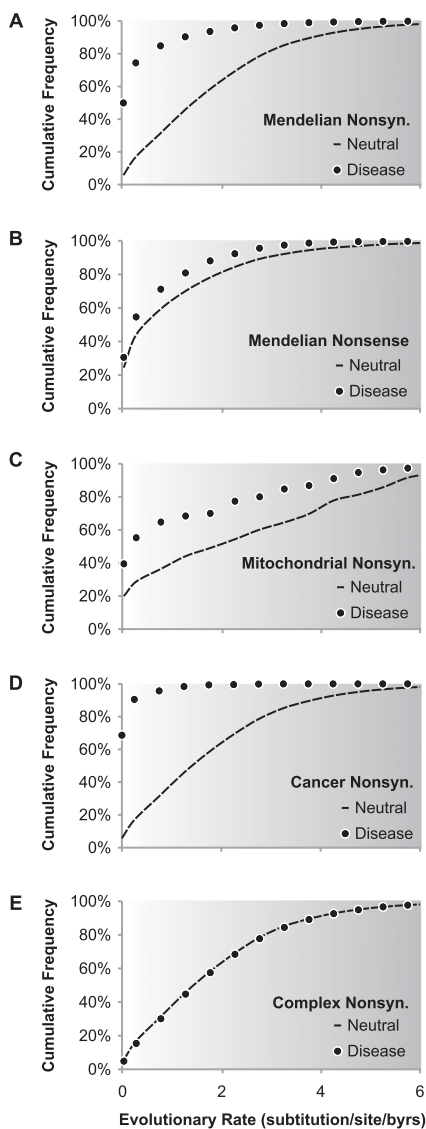 A
100%
80%
60%
40%
20%
0%
Cumulative Frequency
Mendelian Nonsyn.
Neutral
Disease
B
100%
80%
60%
40%
20%
0%
Cumulative Frequency
Mendelian Nonsense
Neutral
Disease
C
100%
80%
60%
40%
20%
0%
Cumulative Frequency
Mitochondrial Nonsyn.
Neutral
Disease
D
100%
80%
60%
40%
20%
0%
Cumulative Frequency
Cancer Nonsyn.
Neutral
Disease
E
100%
80%
60%
40%
20%
0%
Cumulative Frequency
Complex Nonsyn.
Neutral
Disease
0 2 4 6
Evolutionary Rate (subtitution/site/byrs)